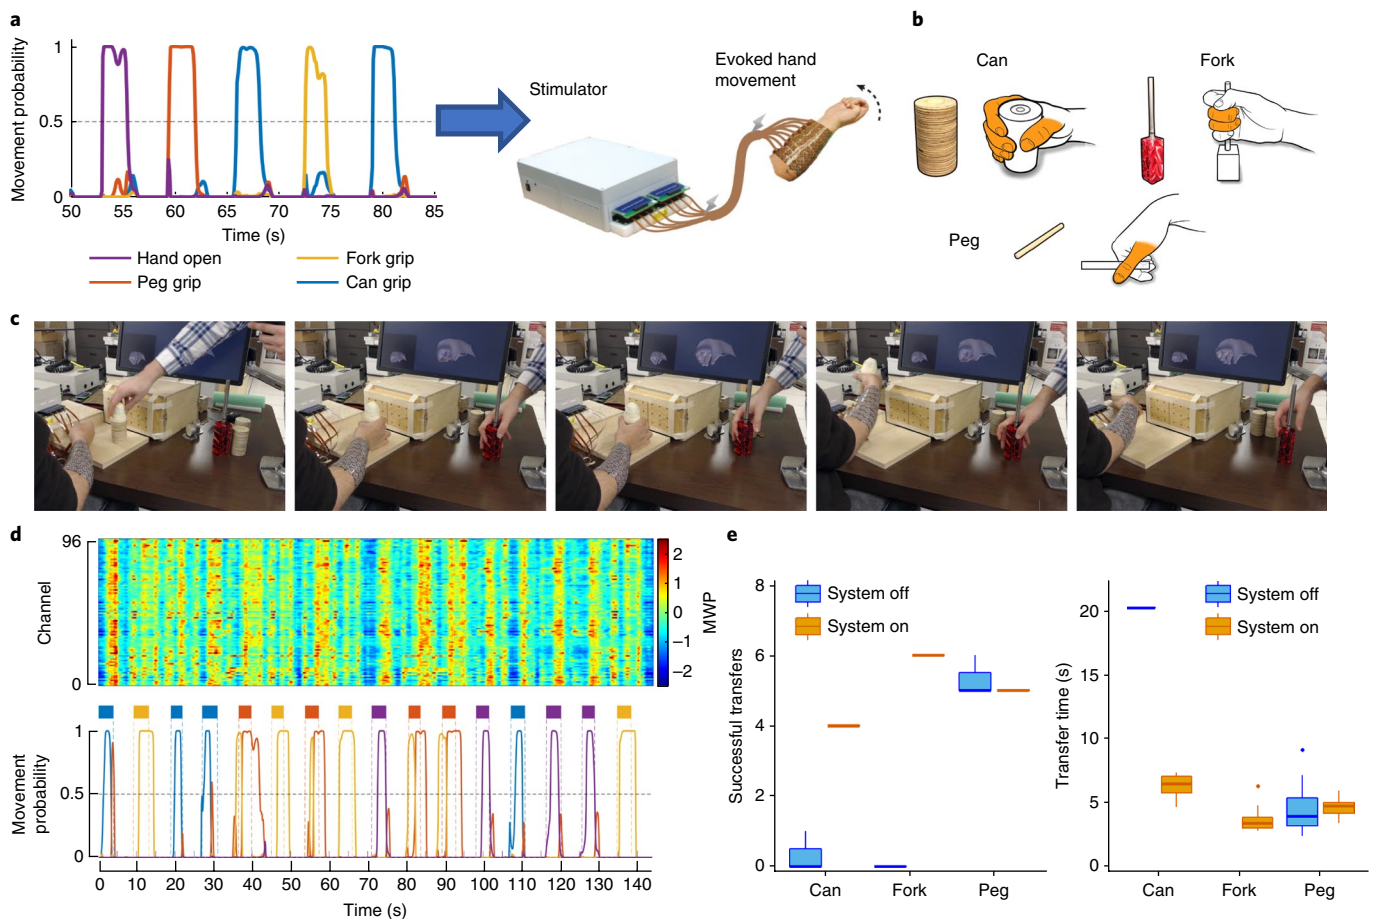 a
Movement probability
1
0.5
0
50 55 60 65 70 75 80 85
Time (s)
Hand open
Peg grip
Fork grip
Can grip
Stimulator
Evoked hand
movement
b
Can
Fork
Peg
c
d
Channel
96
0
2
1
0
−1
−2
MWP
Movement
probability
1
0.5
0
0 10 20 30 40 50 60 70 80 90 100 110 120 130 140
Time (s)
e
Successful transfers
8
6
4
2
0
System off
System on
Can Fork Peg
Transfer time (s)
20
15
10
5
0
System off
System on
Can Fork Peg